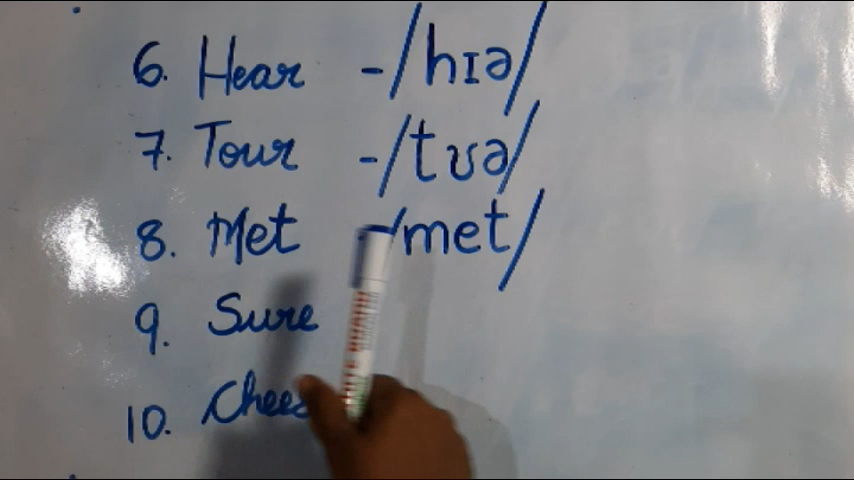 6. Hear -/hɪə/
7. Tour -/tʊə/
8. Met -/met/
9. Sure
10.